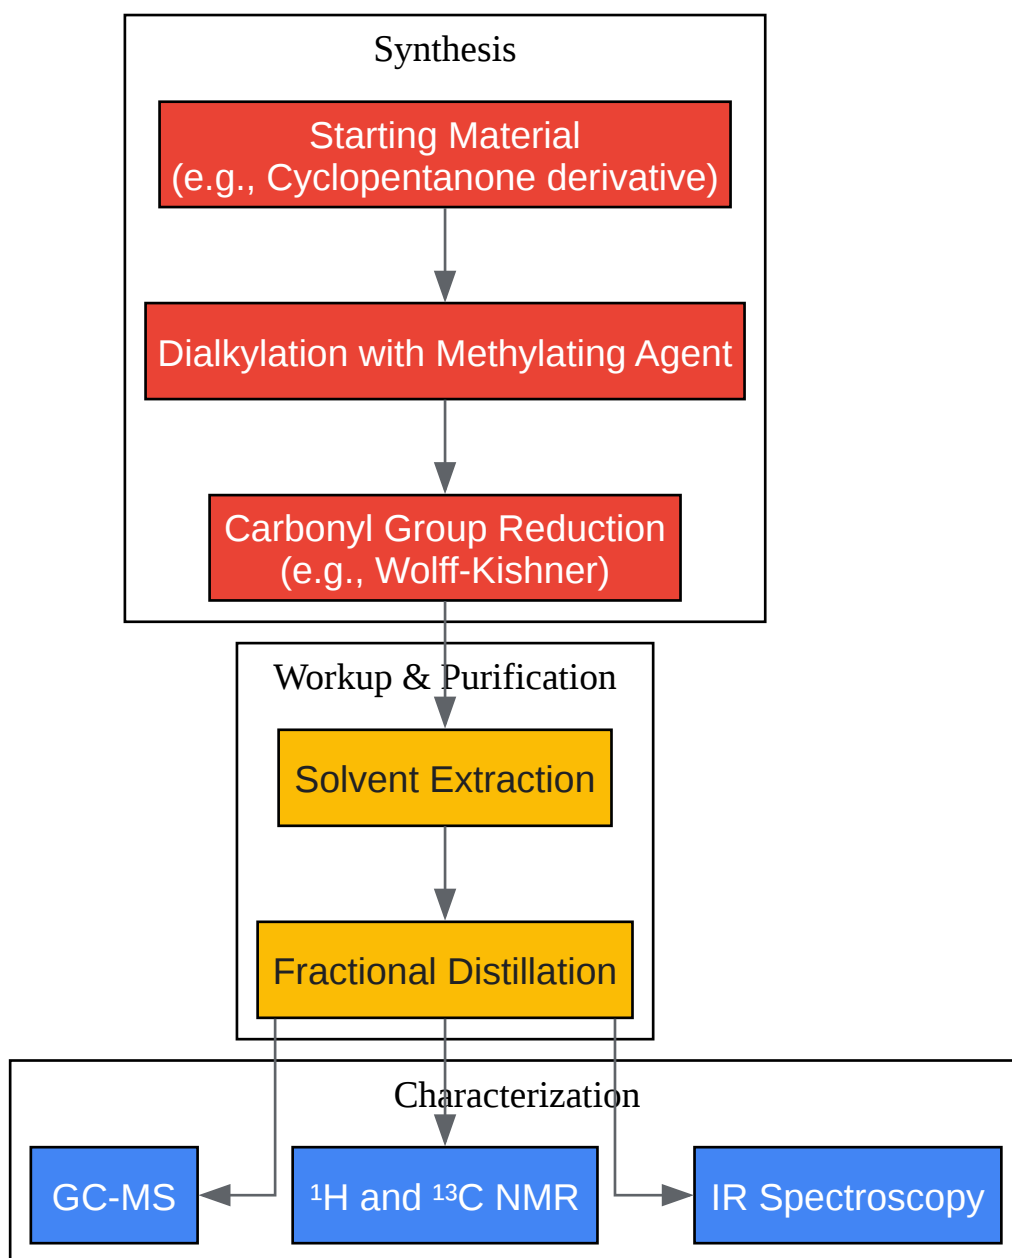 Synthesis
Starting Material
(e.g., Cyclopentanone derivative)
Dialkylation with Methylating Agent
Carbonyl Group Reduction
(e.g., Wolff-Kishner)
Workup & Purification
Solvent Extraction
Fractional Distillation
Characterization
GC-MS
¹H and ¹³C NMR
IR Spectroscopy